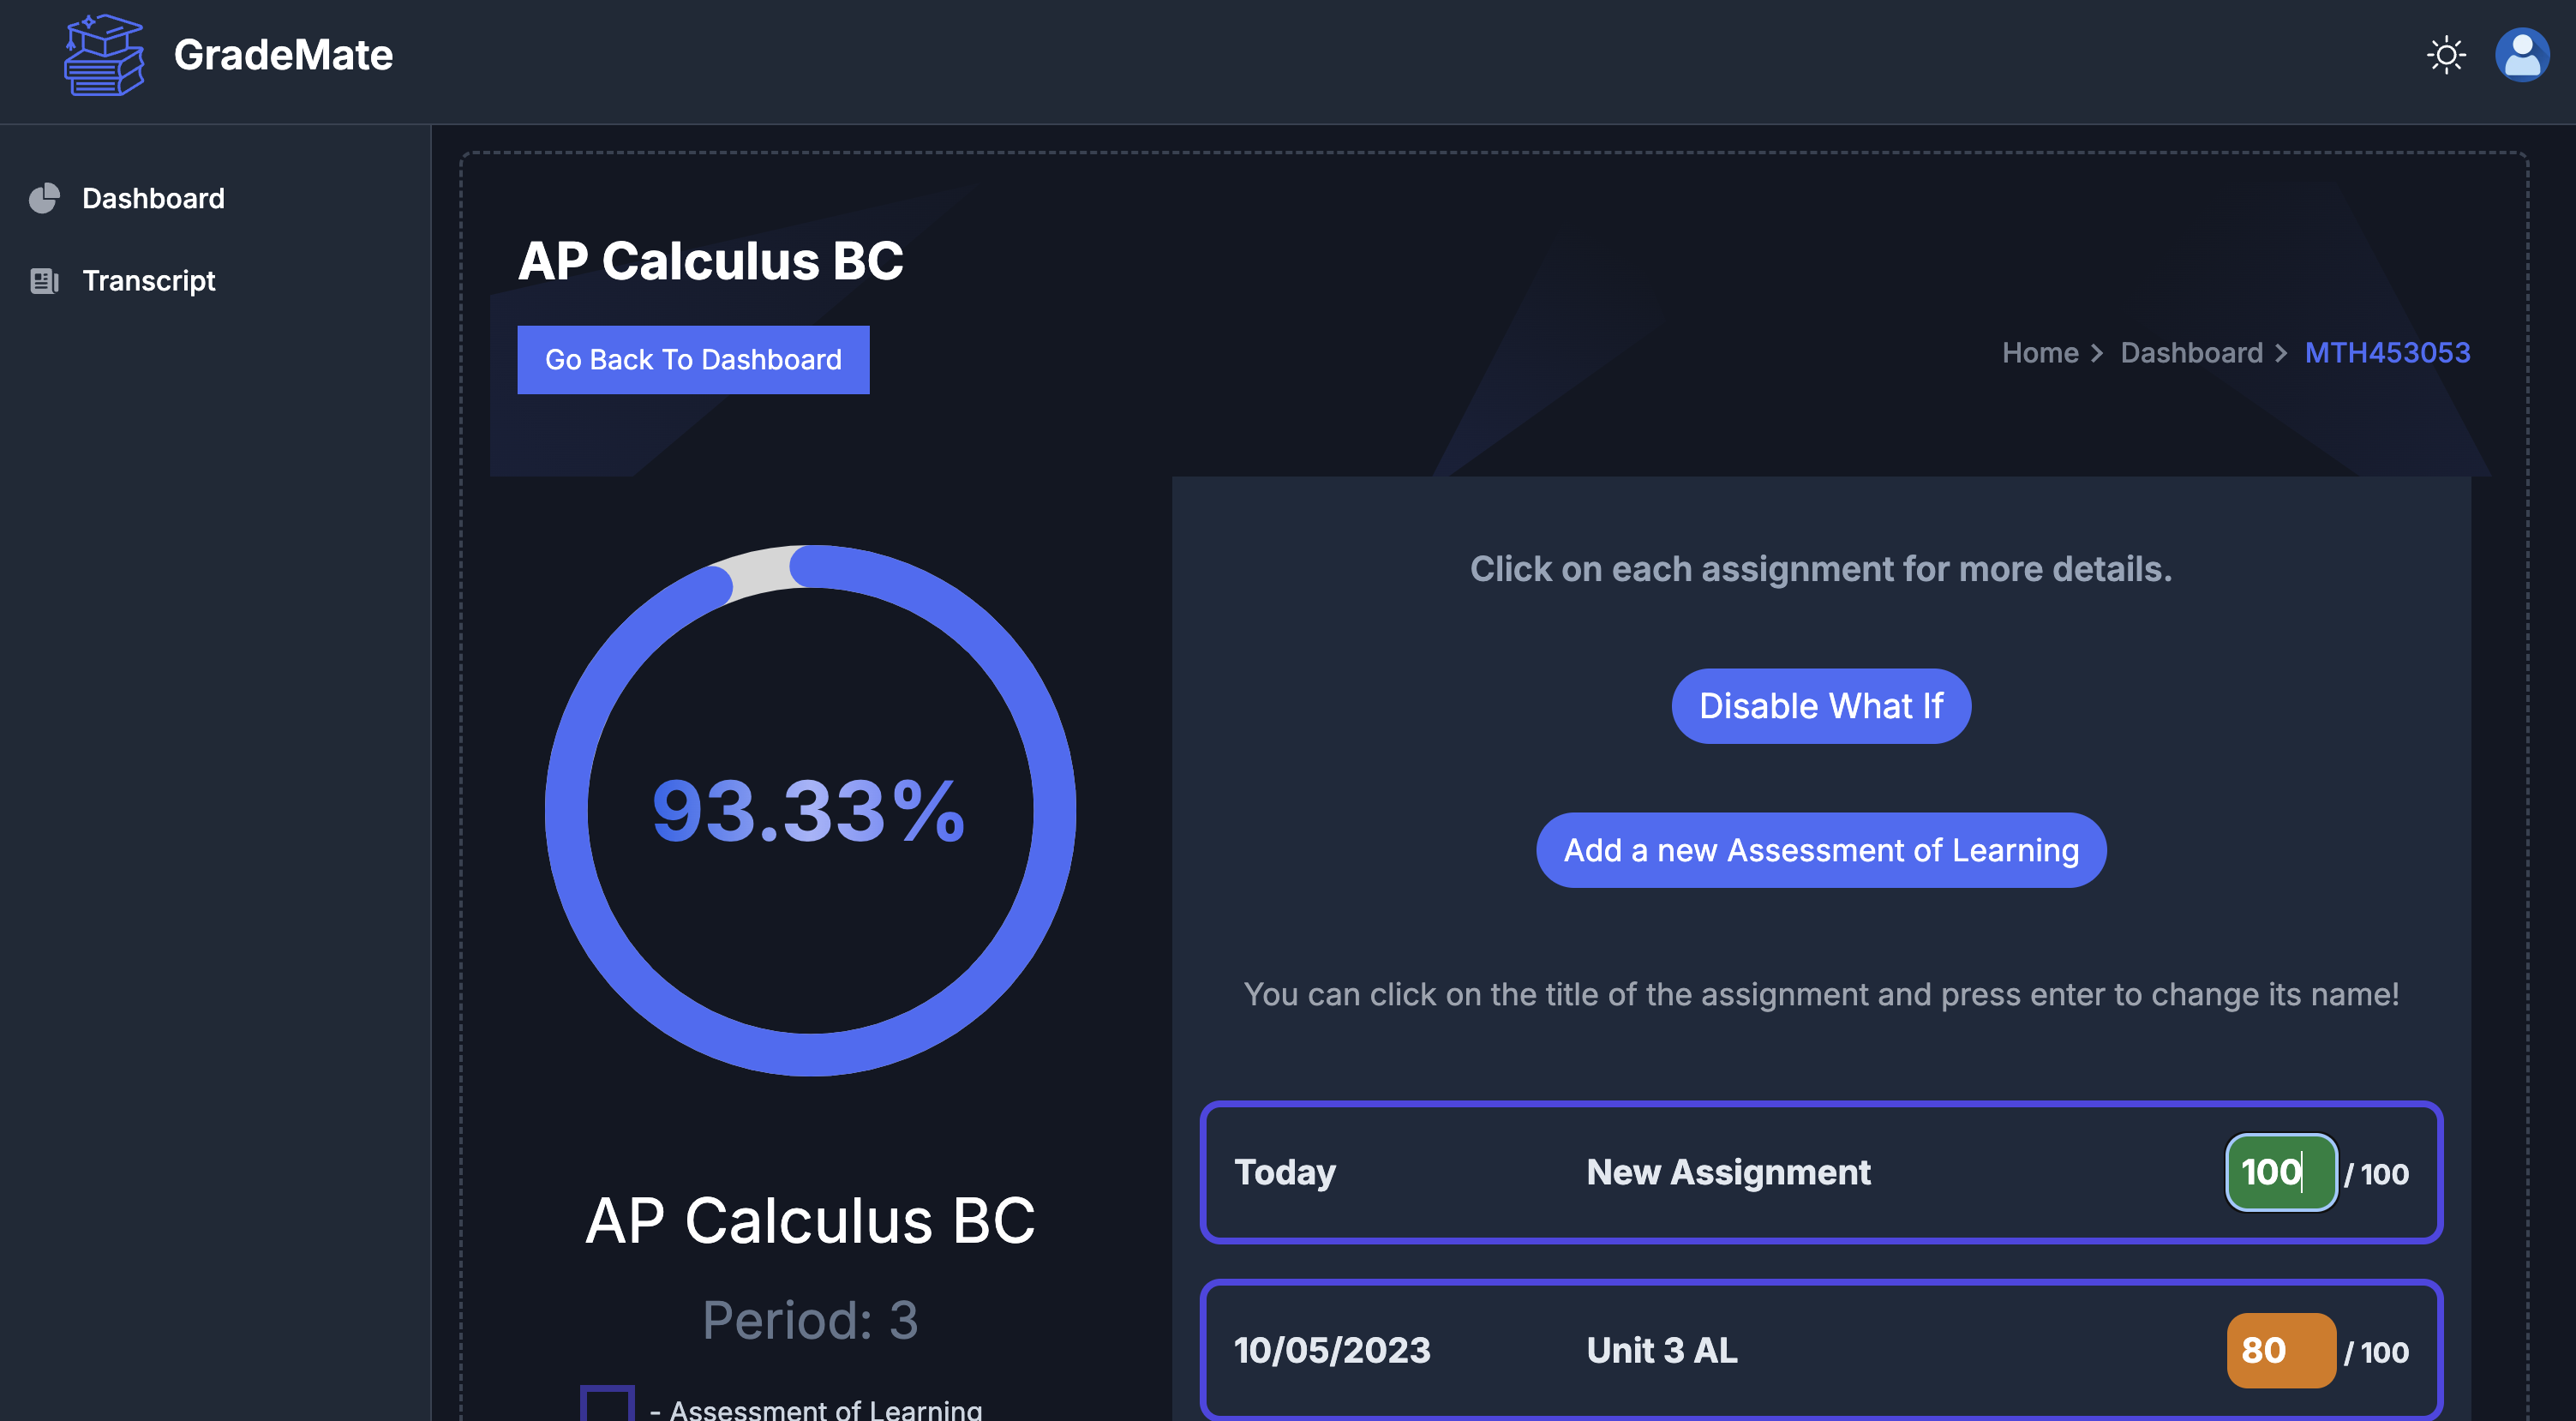 GradeMate
Dashboard
Transcript
AP Calculus BC
Go Back To Dashboard
Home > Dashboard > MTH453053
93.33%
AP Calculus BC
Period: 3
- Assessment of Learning
Click on each assignment for more details.
Disable What If
Add a new Assessment of Learning
You can click on the title of the assignment and press enter to change its name!
Today New Assignment 100 / 100
10/05/2023 Unit 3 AL 80 / 100